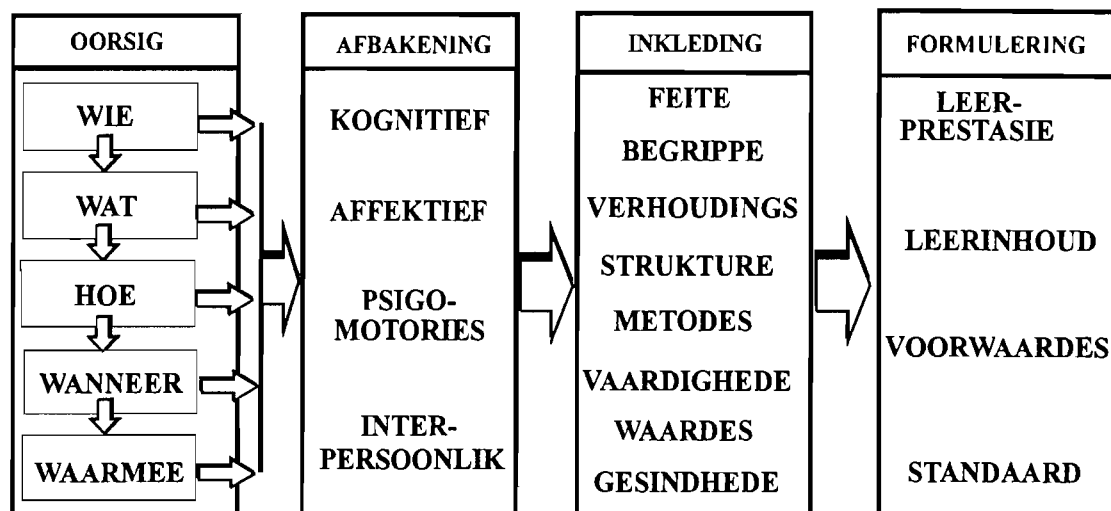 OORSIG
WIE
WAT
HOE
WANNEER
WAARMEE
AFBAKENING
KOGNITIEF
AFFEKTIEF
PSIGO-
MOTORIES
INTER-
PERSOONLIK
INKLEDING
FEITE
BEGRIPPE
VERHOUDINGS
STRUKTURE
METODES
VAARDIGHEDE
WAARDES
GESINDHEDE
FORMULERING
LEER-
PRESTASIE
LEERINHOUD
VOORWAARDES
STANDAARD